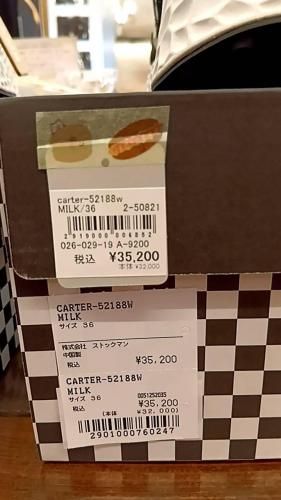 carter-52188w
MILK/36 2-50821
2919000006852
026-029-19 A-9200
税込 ¥35,200
本体 ¥32,000
CARTER-52188W
MILK
サイズ 36
株式会社 ストックマン
中国製
税込 ¥35,200
CARTER-52188W
MILK
サイズ 36 0051252035
税込 ¥35,200
(本体 ¥32,000)
2901000760247